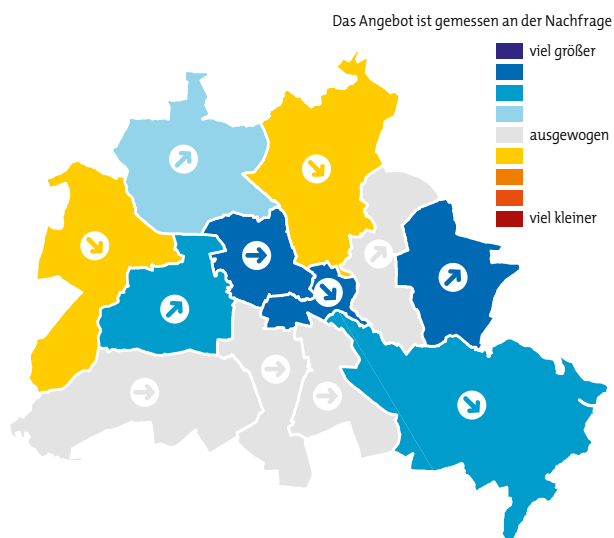 Das Angebot ist gemessen an der Nachfrage
viel größer
ausgewogen
viel kleiner